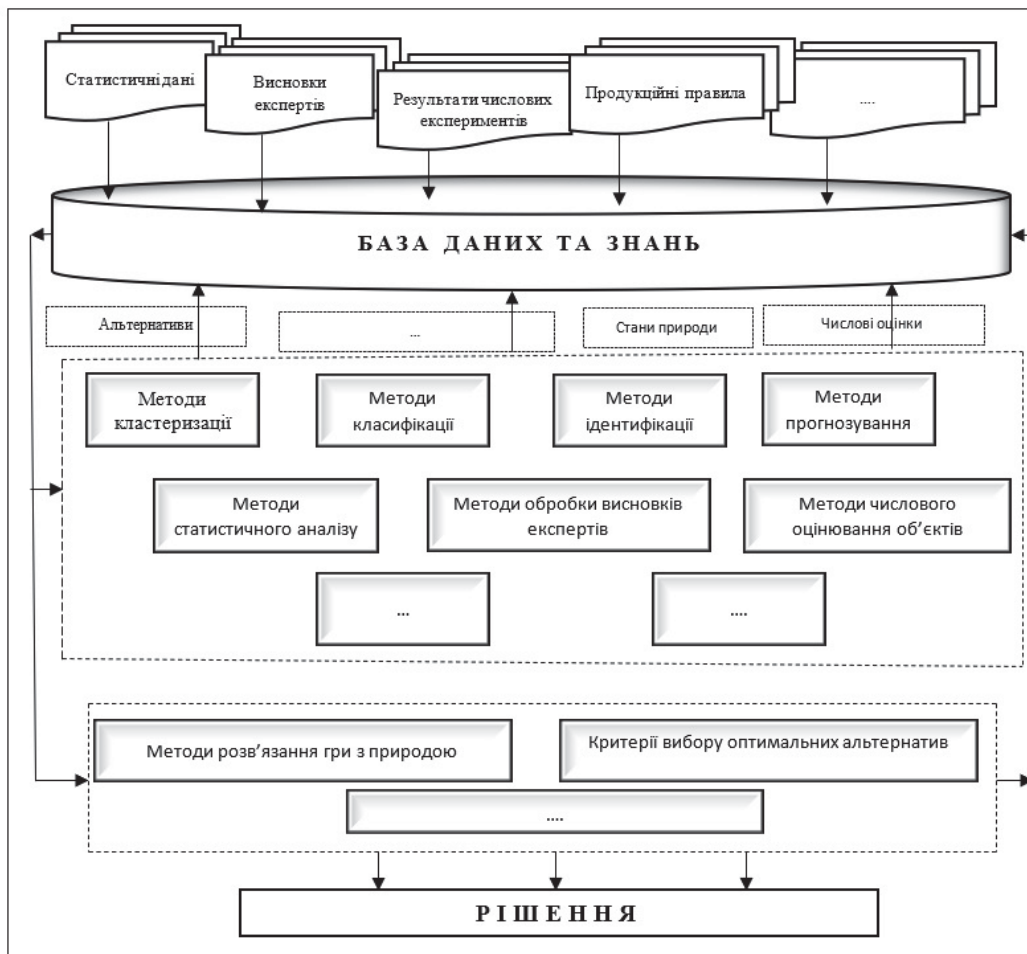 Статистичні дані
Висновки
експертів
Результати числових
експериментів
Продукційні правила
....
БАЗА ДАНИХ ТА ЗНАНЬ
Альтернативи
...
Стани природи
Числові оцінки
Методи
кластеризації
Методи
класифікації
Методи
ідентифікації
Методи
прогнозування
Методи
статистичного аналізу
Методи обробки висновків
експертів
Методи числового
оцінювання об’єктів
...
....
Методи розв’язання гри з природою
Критерії вибору оптимальних альтернатив
....
РІШЕННЯ